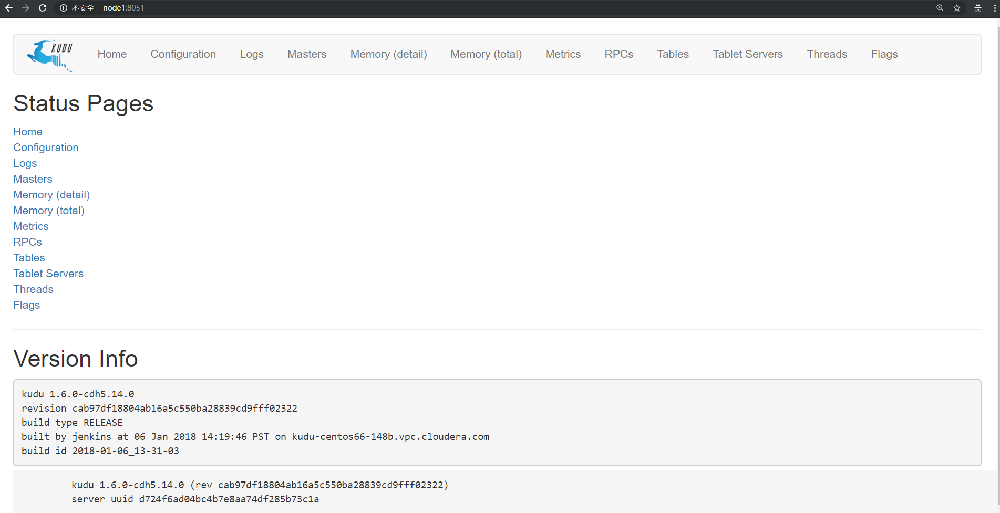 不安全 node1:8051
KUDU Home Configuration Logs Masters Memory (detail) Memory (total) Metrics RPCs Tables Tablet Servers Threads Flags
Status Pages
Home
Configuration
Logs
Masters
Memory (detail)
Memory (total)
Metrics
RPCs
Tables
Tablet Servers
Threads
Flags
Version Info
kudu 1.6.0-cdh5.14.0
revision cab97df18804ab16a5c550ba28839cd9fff02322
build type RELEASE
built by jenkins at 06 Jan 2018 14:19:46 PST on kudu-centos66-148b.vpc.cloudera.com
build id 2018-01-06_13-31-03
kudu 1.6.0-cdh5.14.0 (rev cab97df18804ab16a5c550ba28839cd9fff02322)
server uuid d724f6ad04bc4b7e8aa74df285b73c1a